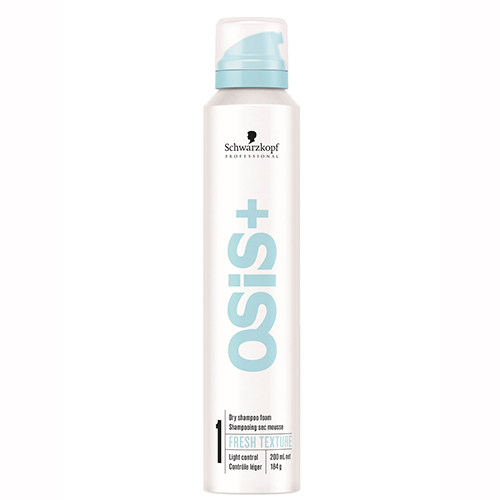 Schwarzkopf
PROFESSIONAL
OSiS+
1
Dry shampoo foam
Shampooing sec mousse
FRESH TEXTURE
Light control 200 mL net
Contrôle léger 184 g